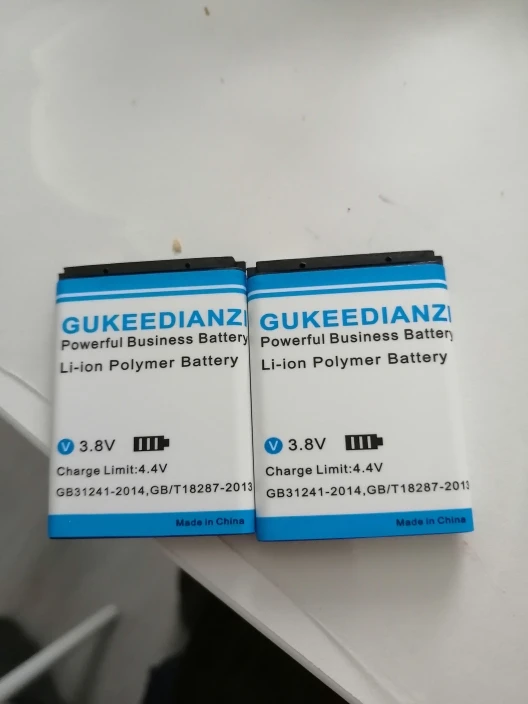 GUKEEDIANZI
Powerful Business Battery
Li-ion Polymer Battery
V 3.8V
Charge Limit:4.4V
GB31241-2014,GB/T18287-2013
Made in China
GUKEEDIANZI
Powerful Business Battery
Li-ion Polymer Battery
V 3.8V
Charge Limit:4.4V
GB31241-2014,GB/T18287-2013
Made in China